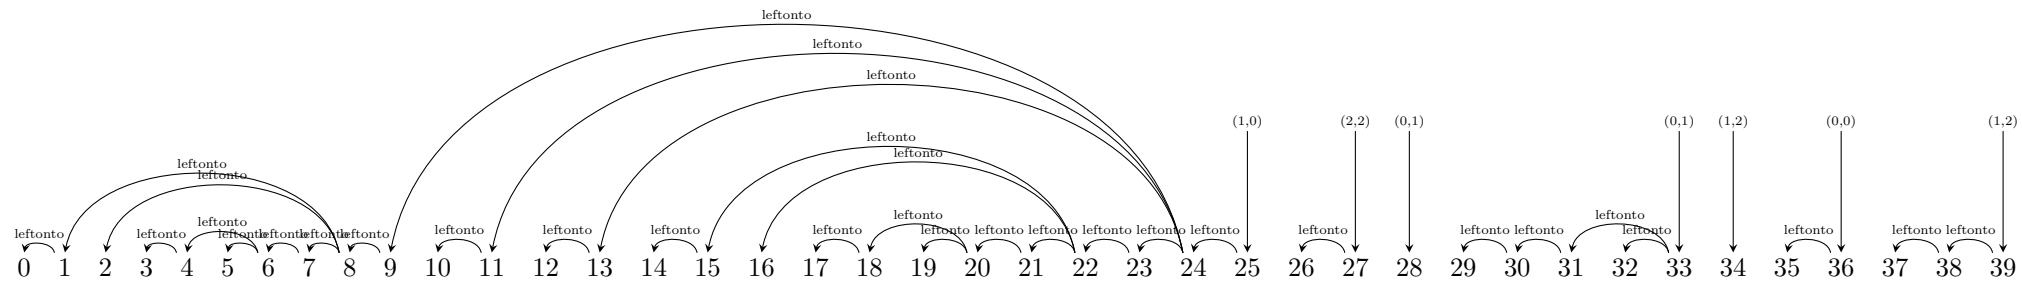 leftonto
leftonto
leftonto
(1,0) (2,2) (0,1) (0,1) (1,2) (0,0) (1,2)
leftonto
leftonto
leftonto
leftonto
leftonto leftonto leftonto
leftonto leftonto leftonto leftonto leftonto leftonto leftonto leftonto leftonto leftonto leftonto leftonto leftonto leftonto leftonto leftonto leftonto leftonto leftonto leftonto leftonto leftonto leftonto
0 1 2 3 4 5 6 7 8 9 10 11 12 13 14 15 16 17 18 19 20 21 22 23 24 25 26 27 28 29 30 31 32 33 34 35 36 37 38 39